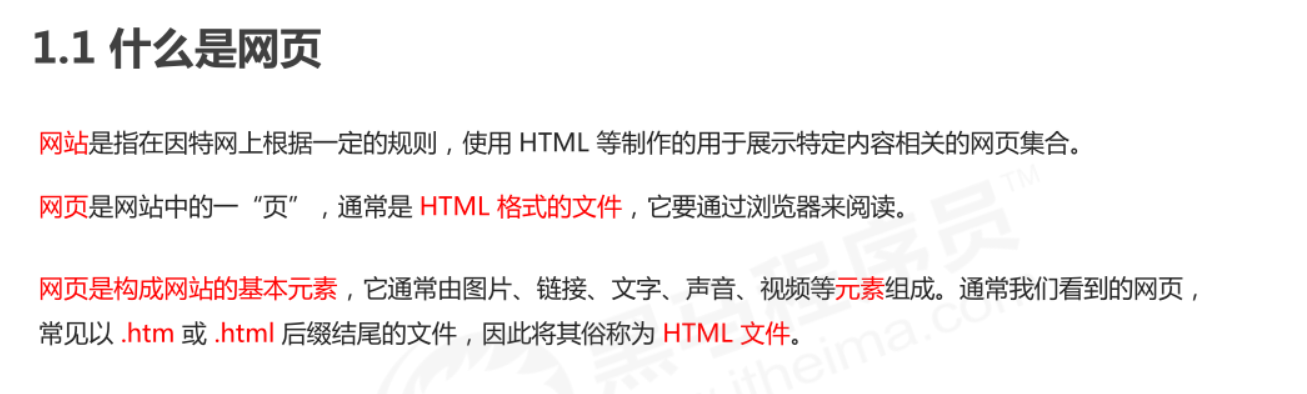 1.1 什么是网页
网站是指在因特网上根据一定的规则，使用 HTML 等制作的用于展示特定内容相关的网页集合。
网页是网站中的一“页”，通常是 HTML 格式的文件，它要通过浏览器来阅读。
网页是构成网站的基本元素，它通常由图片、链接、文字、声音、视频等元素组成。通常我们看到的网页，
常见以 .htm 或 .html 后缀结尾的文件，因此将其俗称为 HTML 文件。
黑马程序员™
itheima.com